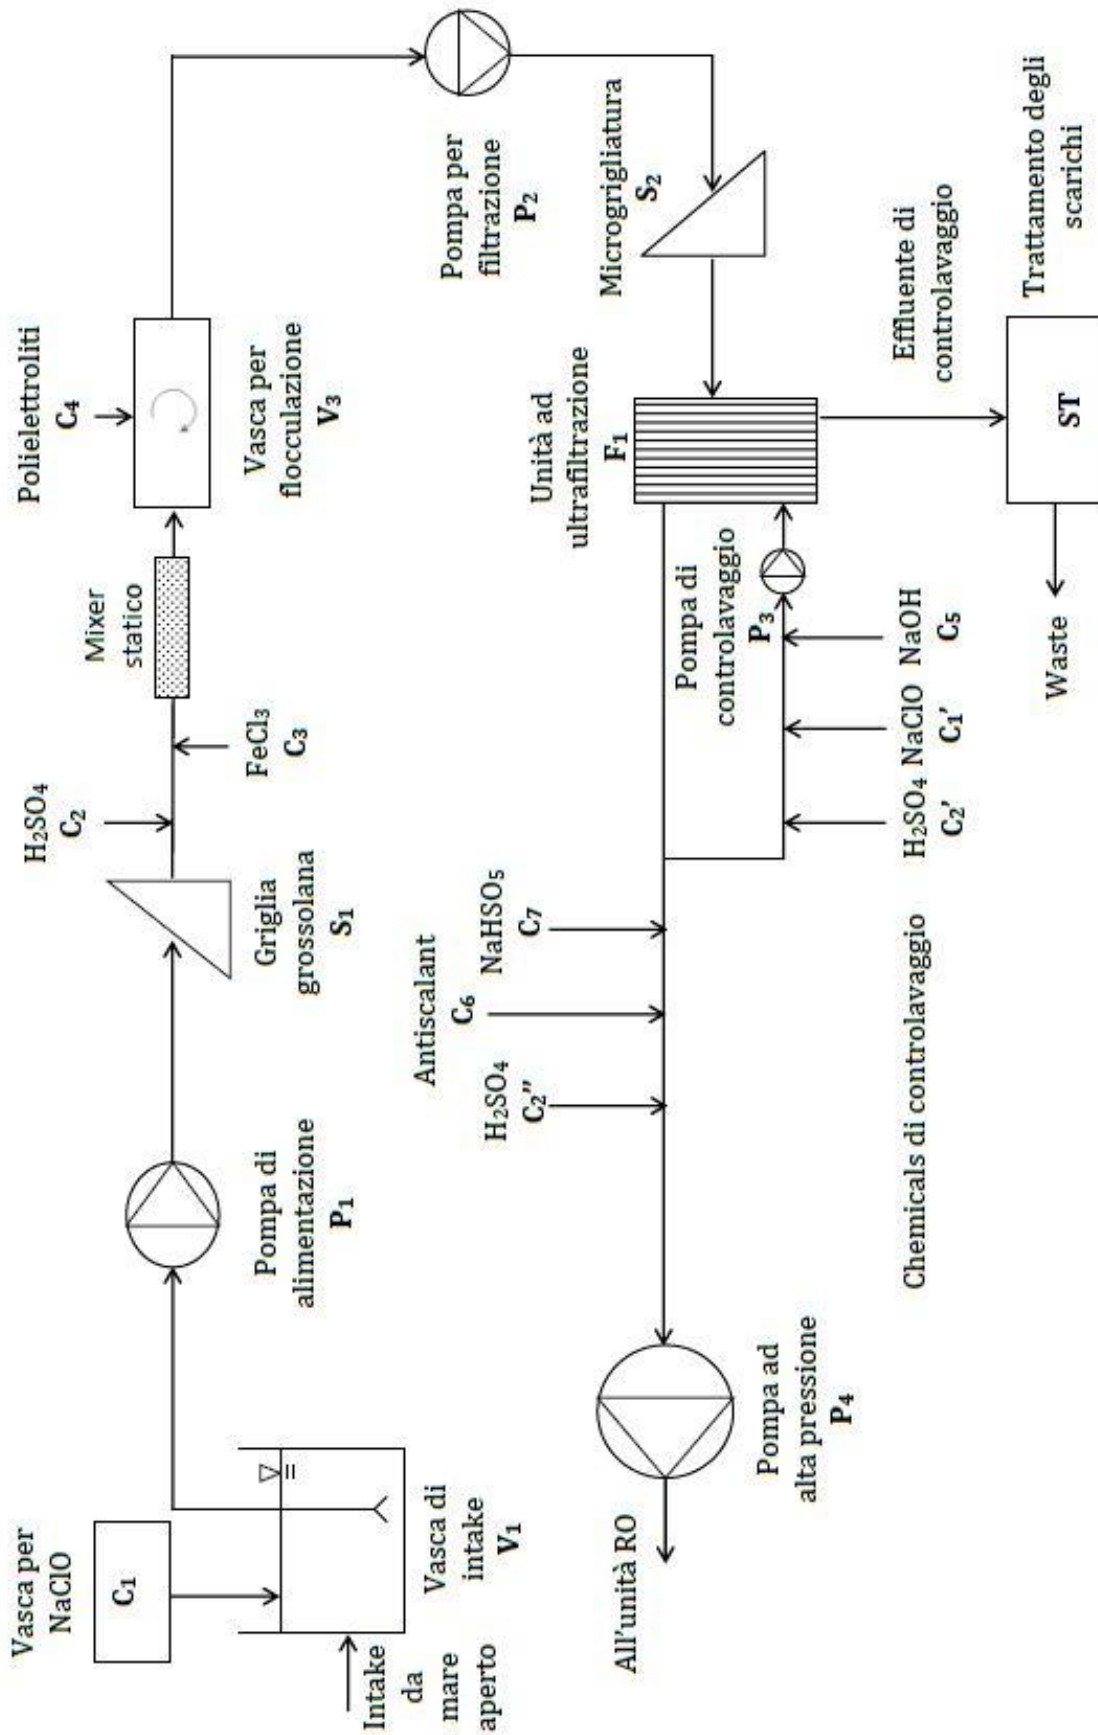 Vasca per
NaClO
C₁
Intake
da
mare
aperto
Vasca di
intake
V₁
Pompa di
alimentazione
P₁
Griglia
grossolana
S₁
H₂SO₄
C₂
FeCl₃
C₃
Mixer
statico
Polielettroliti
C₄
Vasca per
flocculazione
V₃
Pompa per
filtrazione
P₂
Microgrigliatura
S₂
Unità ad
ultrafiltrazione
F₁
Pompa di
controlavaggio
P₃
Antiscalant
C₆
NaHSO₅
C₇
H₂SO₄
C₂''
Pompa ad
alta pressione
P₄
All'unità RO
H₂SO₄ NaClO NaOH
C₂' C₁' C₅
Chemicals di controlavaggio
Effluente di
controlavaggio
Trattamento degli
scarichi
ST
Waste